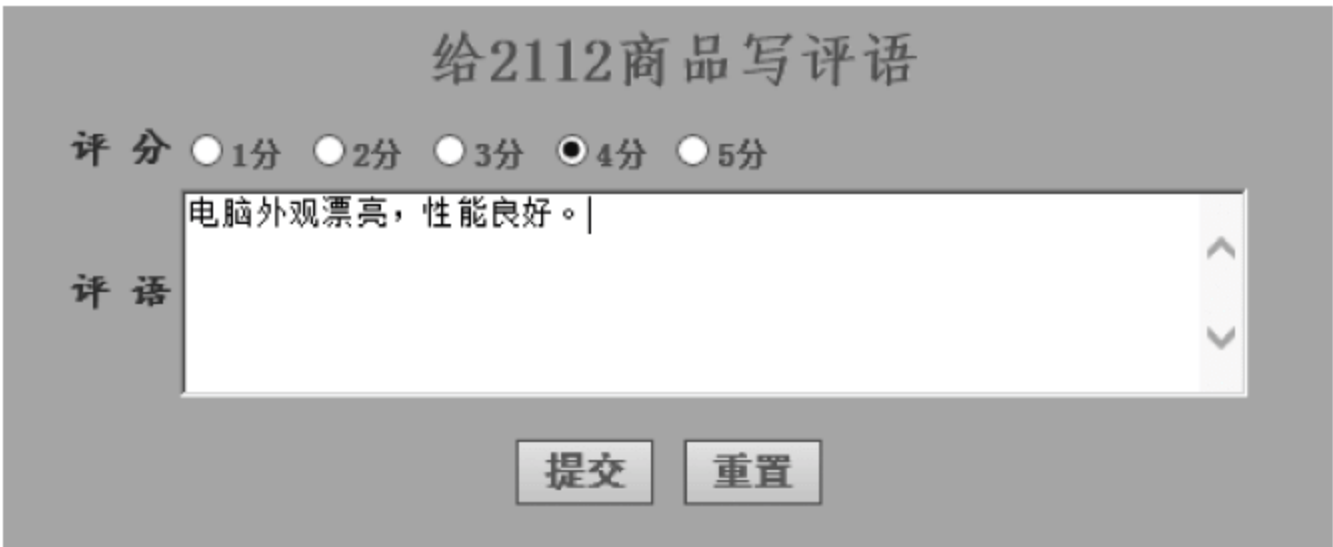 给2112商品写评语
评 分 1分 2分 3分 4分 5分
电脑外观漂亮，性能良好。
评 语
提交 重置